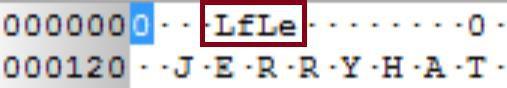 0000000 · · · LfLe · · · · · · · · 0 ·
000120 · · J · E · R · R · Y · H · A · T ·